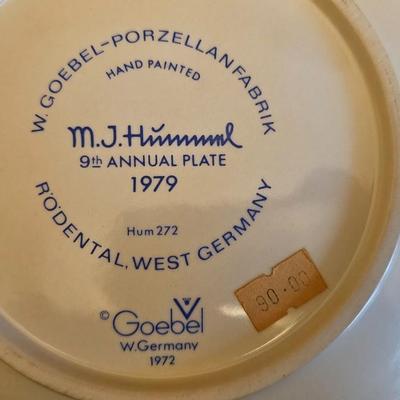 W. GOEBEL-PORZELLANFABRIK
HAND PAINTED
M.J.Hummel
9th ANNUAL PLATE
1979
Hum 272
RÖDENTAL, WEST GERMANY
© Goebel
W.Germany
1972
90.00